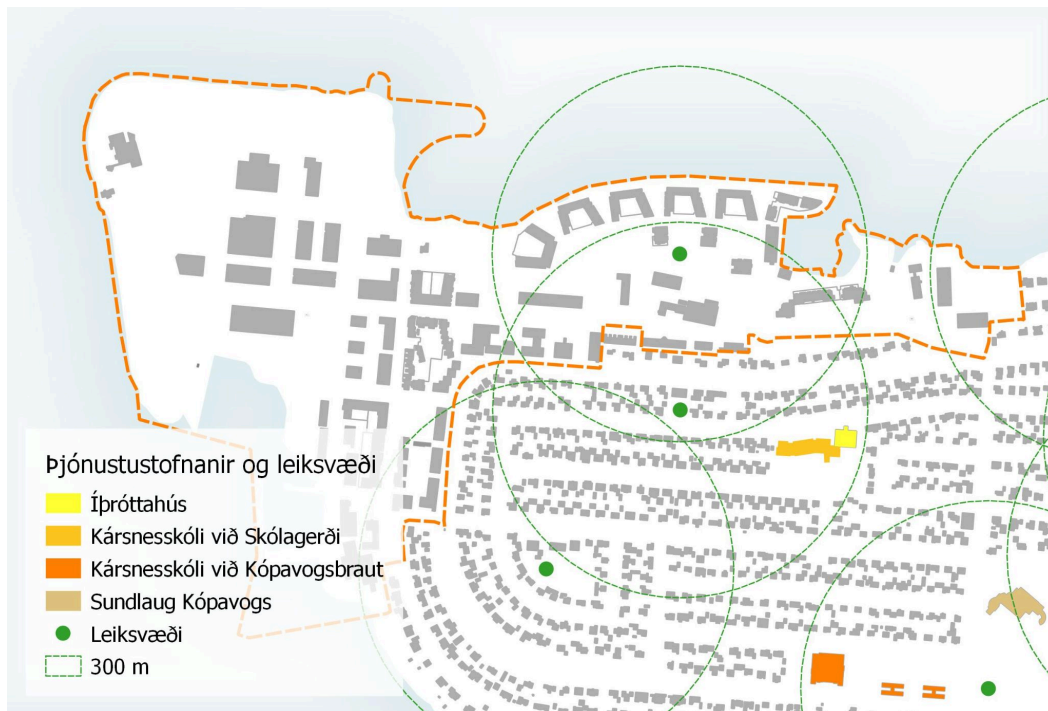 Þjónustustofnanir og leiksvæði
Íþróttahús
Kársnesskóli við Skólagerði
Kársnesskóli við Kópavogsbraut
Sundlaug Kópavogs
Leiksvæði
300 m